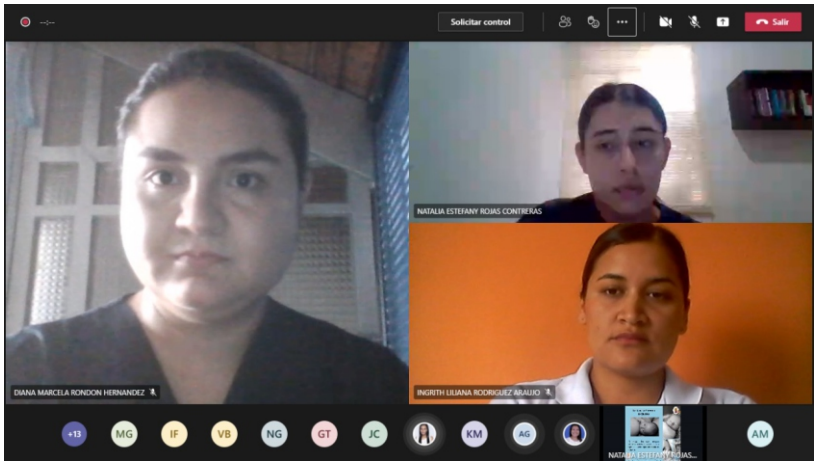 --:--
Solicitar control
Salir
NATALIA ESTEFANY ROJAS CONTRERAS
DIANA MARCELA RONDON HERNANDEZ
INGRITH LILIANA RODRIGUEZ ARAUJO
+13
MG
IF
VB
NG
GT
JC
KM
AG
NATALIA ESTEFANY ROJAS...
AM